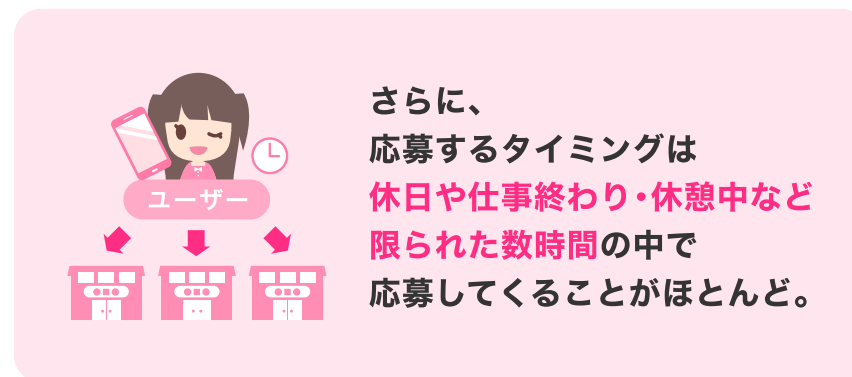 さらに、
応募するタイミングは
休日や仕事終わり・休憩中など
限られた数時間の中で
応募してくることがほとんど。
ユーザー